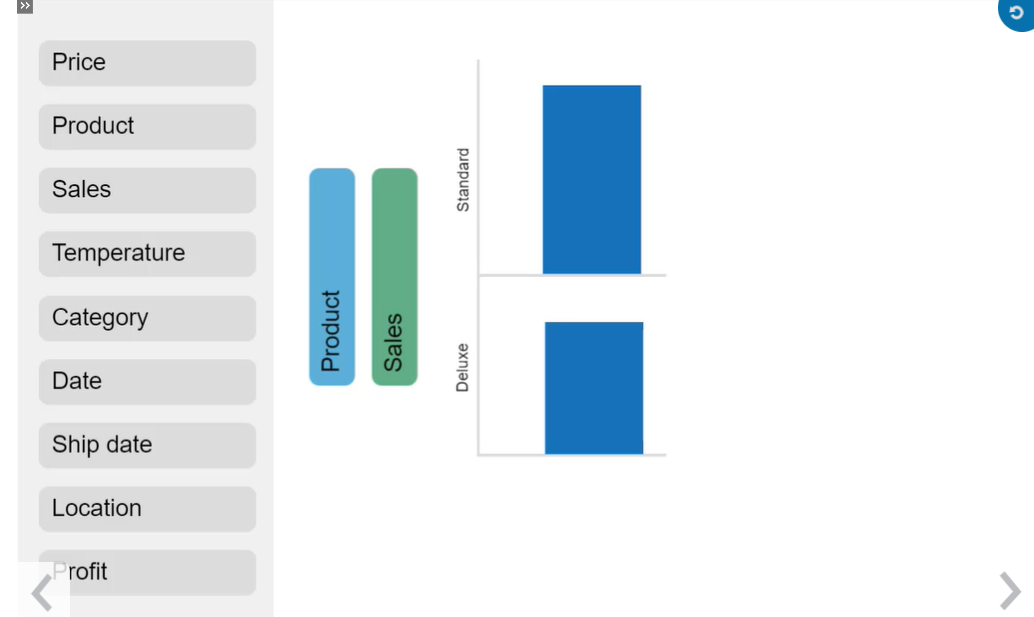 Price
Product
Sales
Temperature
Category
Date
Ship date
Location
Profit
Product
Sales
Standard
Deluxe